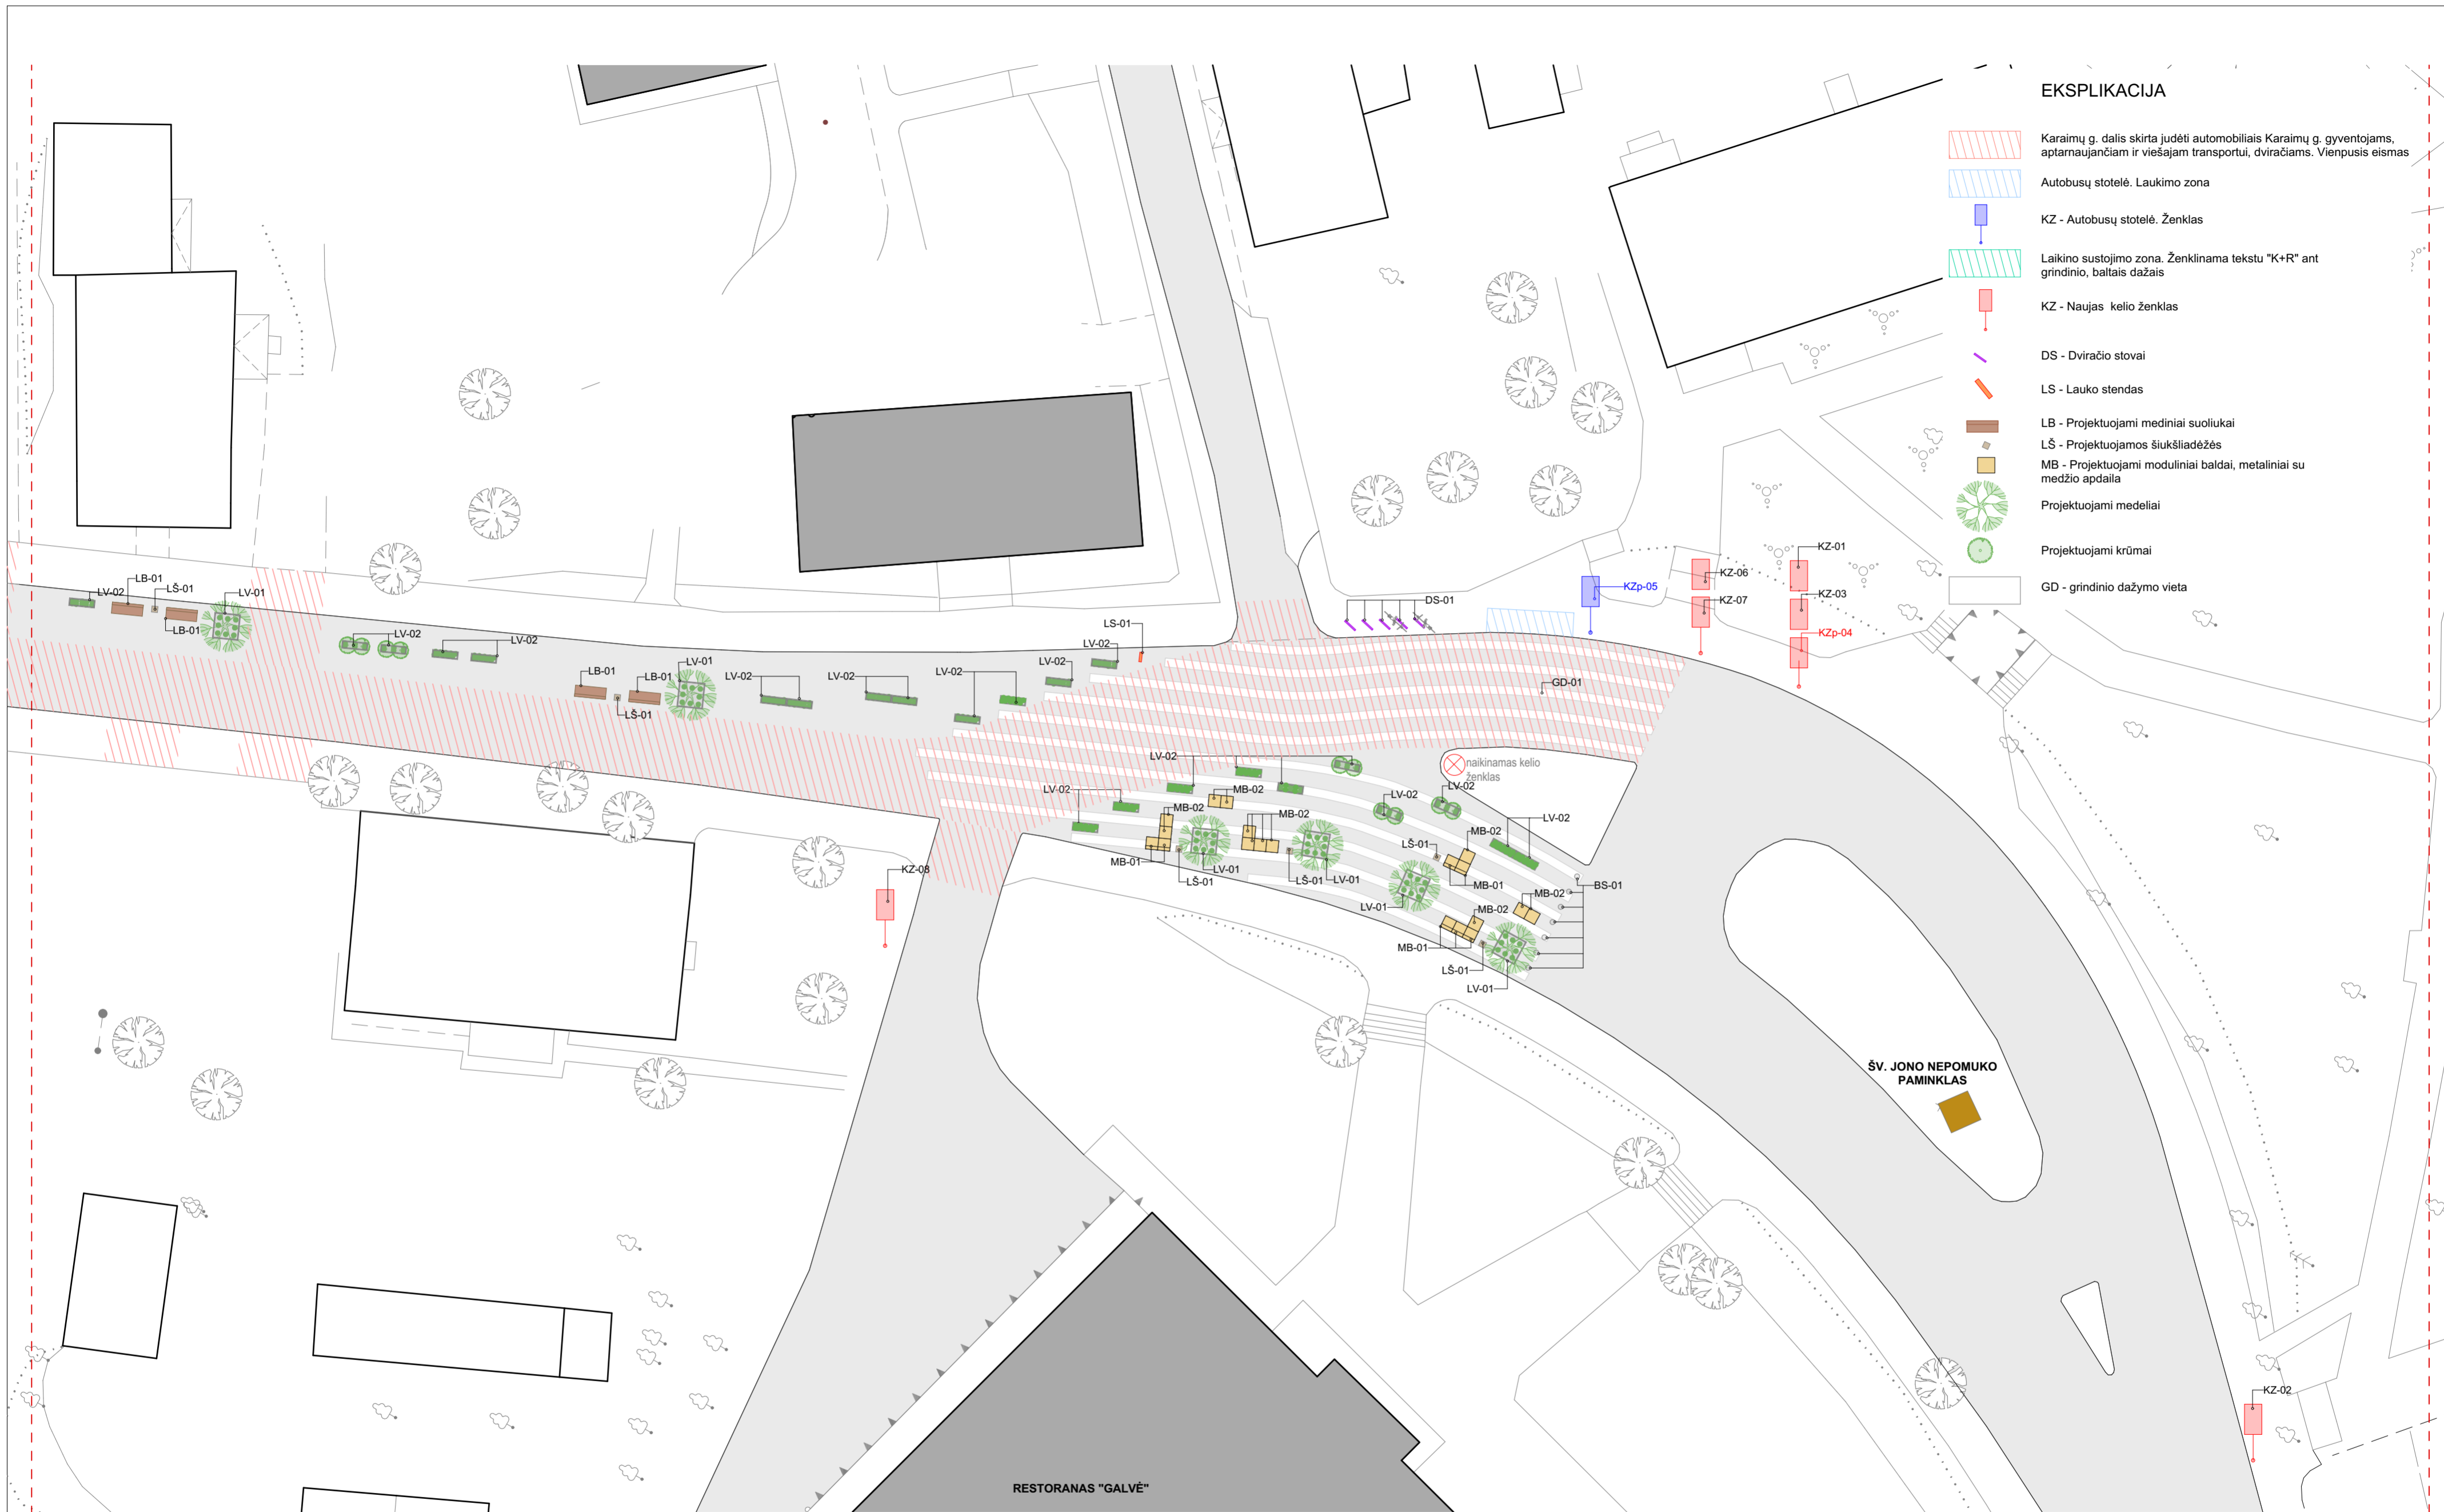 EKSPLIKACIJA
Karaimų g. dalis skirta judėti automobiliais Karaimų g. gyventojams,
aptarnaujančiam ir viešajam transportui, dviračiams. Vienpusis eismas
Autobusų stotelė. Laukimo zona
KZ - Autobusų stotelė. Ženklas
Laikino sustojimo zona. Ženklinama tekstu "K+R" ant
grindinio, baltais dažais
KZ - Naujas kelio ženklas
DS - Dviračio stovai
LS - Lauko stendas
LB - Projektuojami mediniai suoliukai
LŠ - Projektuojamos šiukšliadėžės
MB - Projektuojami moduliniai baldai, metaliniai su
medžio apdaila
Projektuojami medeliai
Projektuojami krūmai
GD - grindinio dažymo vieta
KZ-01
KZ-06
KZp-05
KZ-03
KZ-07
DS-01
KZp-04
LB-01
LŠ-01
LV-02
LV-01
LB-01
LV-02
LV-02
LS-01
LV-02
LV-02
LB-01
LB-01
LV-01
LV-02
LV-02
LV-02
LŠ-01
GD-01
LV-02
naikinamas kelio
ženklas
LV-02
MB-02
LV-02
LV-02
MB-02
MB-02
LV-02
MB-02
LŠ-01
MB-01
LV-01
LŠ-01
LŠ-01
LV-01
MB-01
BS-01
MB-02
LV-01
MB-02
MB-01
LŠ-01
LV-01
KZ-08
ŠV. JONO NEPOMUKO
PAMINKLAS
KZ-02
RESTORANAS "GALVĖ"